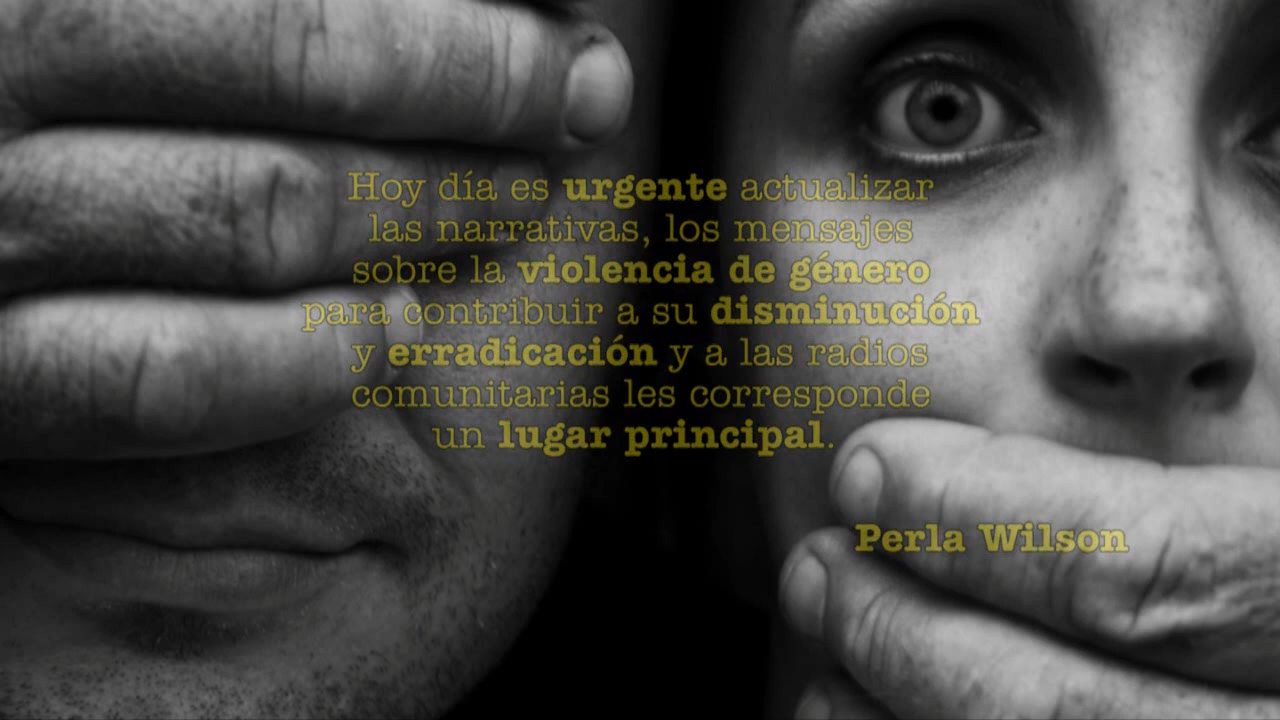 Hoy día es urgente actualizar
las narrativas, los mensajes
sobre la violencia de género
para contribuir a su disminución
y erradicación y a las radios
comunitarias les corresponde
un lugar principal.
Perla Wilson